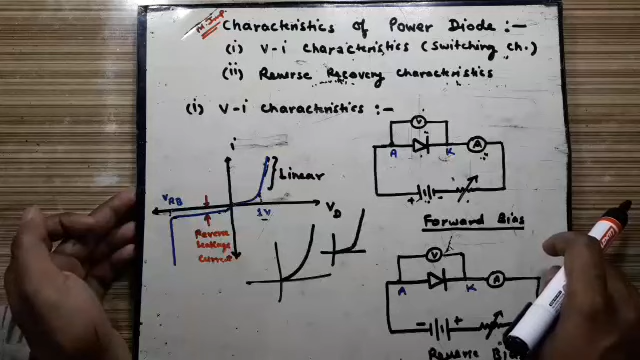 M. Imp
Characteristics of Power Diode :-
(i) V-i characteristics (Switching ch.)
(ii) Reverse Recovery characteristics
(i) V-i characteristics :-
i
Linear
VRB
VD
1V
Reverse
leakage
Current
V
A
K
A
+
-
Forward Bias
V
A
K
A
-
+
Reverse Bias